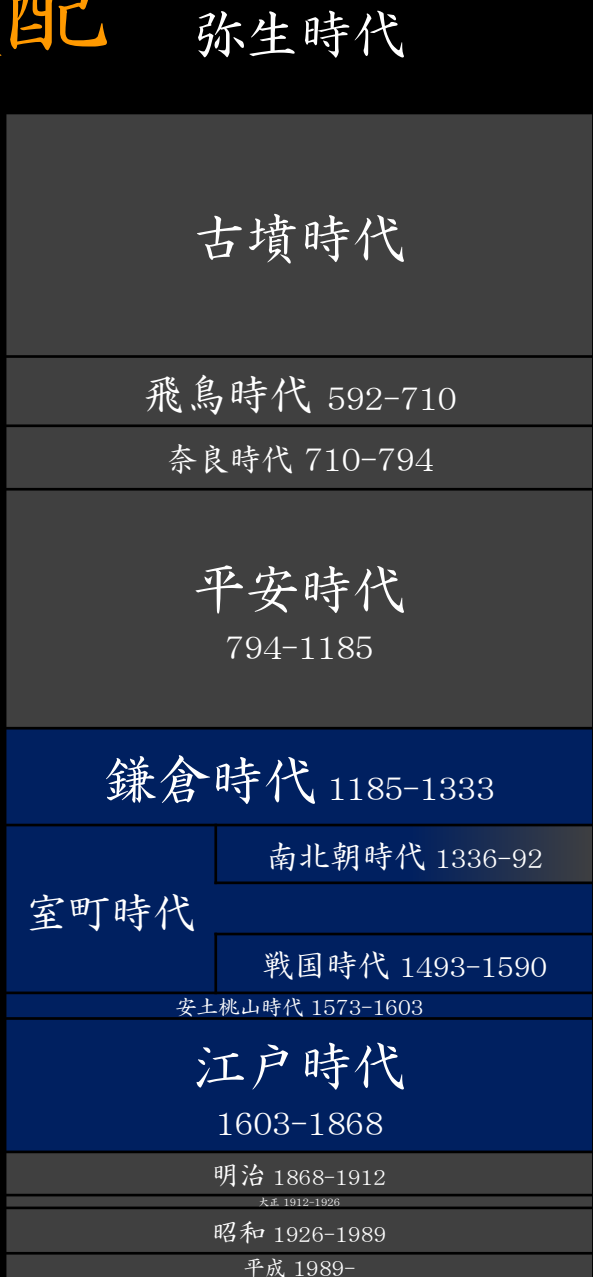 配
弥生時代
古墳時代
飛鳥時代 592-710
奈良時代 710-794
平安時代
794-1185
鎌倉時代 1185-1333
南北朝時代 1336-92
室町時代
戦国時代 1493-1590
安土桃山時代 1573-1603
江戸時代
1603-1868
明治 1868-1912
大正 1912-1926
昭和 1926-1989
平成 1989-